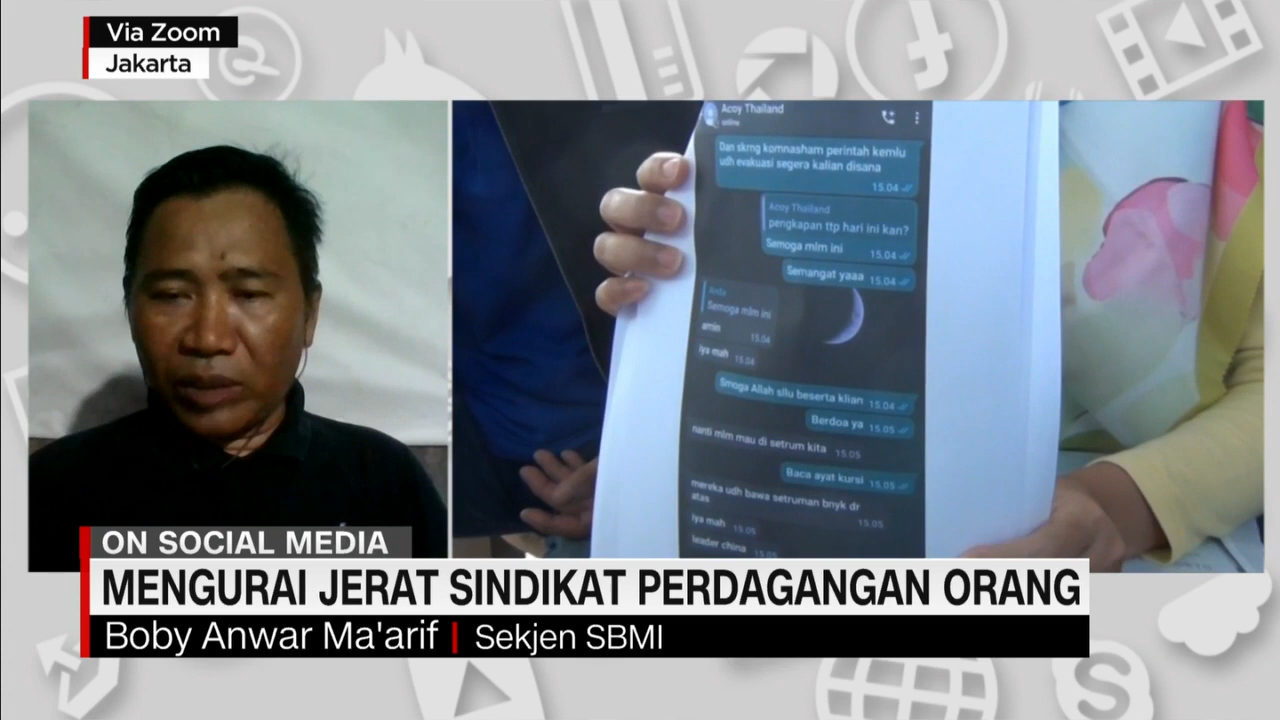 Via Zoom
Jakarta
Acoy Thailand
online
Dan skrng komnasham perintah kemlu
udh evakuasi segera kalian disana
15.04
Acoy Thailand
pengkapan ttp hari ini kan?
Semoga mlm ini
15.04
Semangat yaaa 15.04
Semoga mlm ini
amin
15.04
iya mah 15.04
Smoga Allah sllu beserta klian 15.04
Berdoa ya 15.05
nanti mlm mau di setrum kita 15.05
Baca ayat kursi 15.05
mereka udh bawa setruman bnyk dr
atas
15.05
iya mah 15.05
leader china 15.05
ON SOCIAL MEDIA
MENGURAI JERAT SINDIKAT PERDAGANGAN ORANG
Boby Anwar Ma'arif | Sekjen SBMI